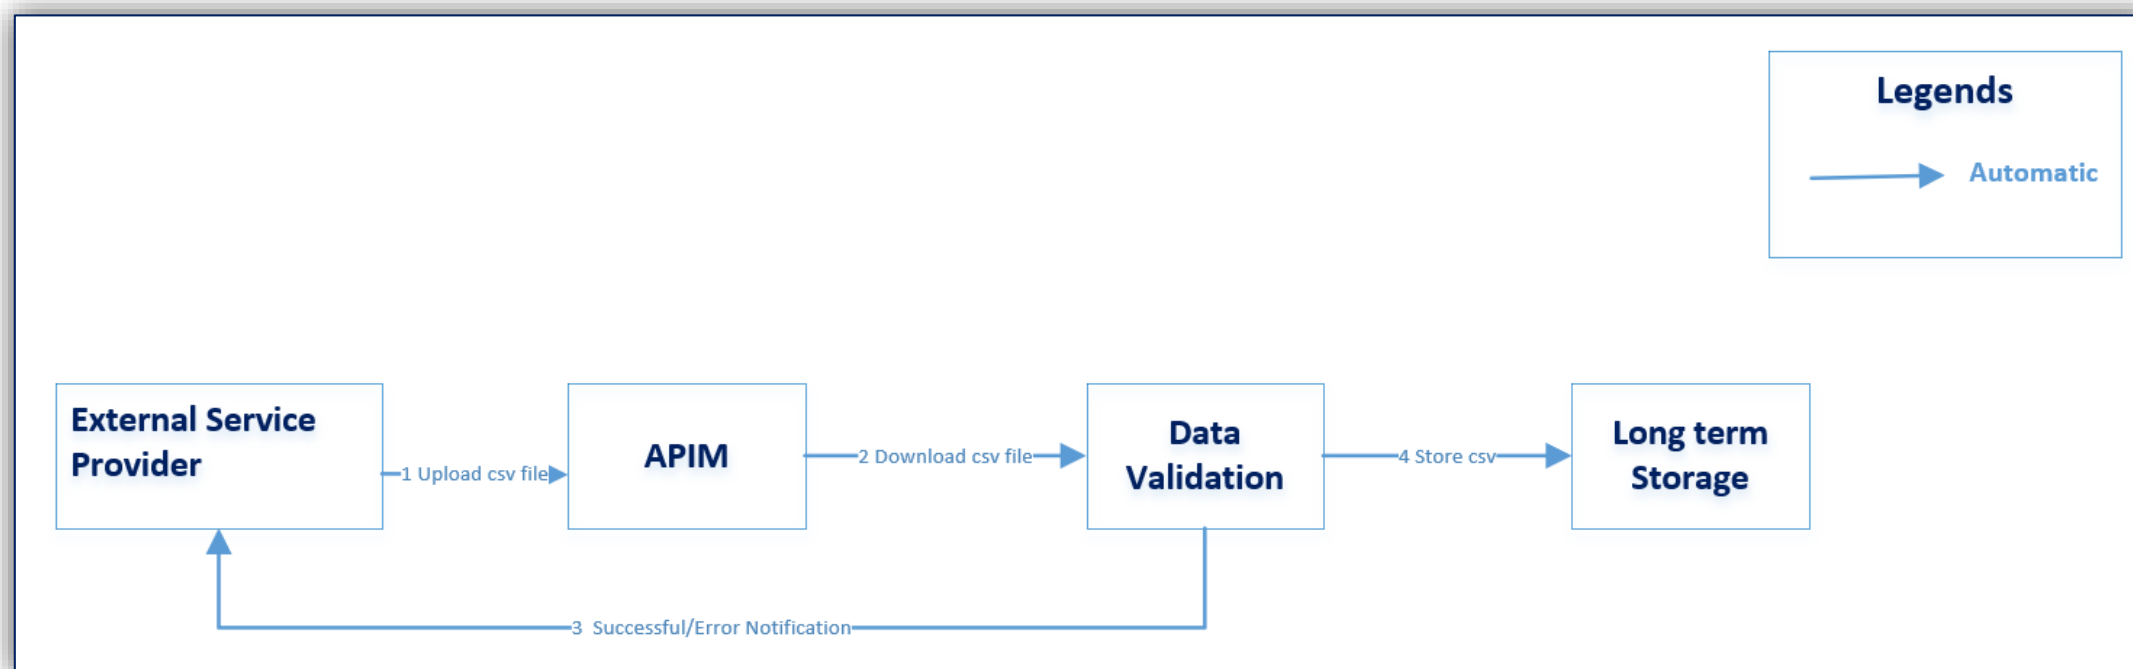 Legends
Automatic
External Service
Provider
1 Upload csv file
APIM
2 Download csv file
Data
Validation
4 Store csv
Long term
Storage
3 Successful/Error Notification